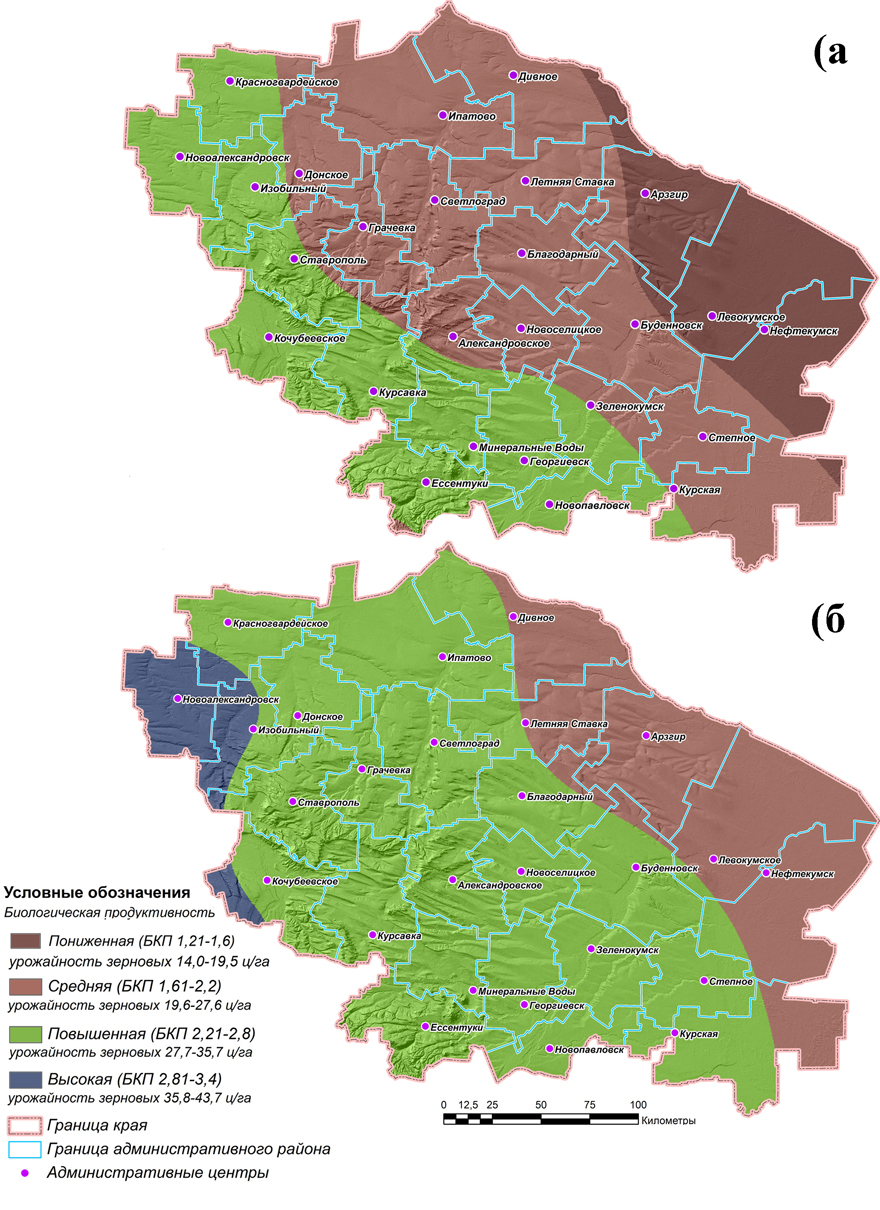 (а
Дивное
Красногвардейское
Ипатово
Новоалександровск
Донское
Летняя Ставка
Изобильный
Арзгир
Светлоград
Грачевка
Благодарный
Ставрополь
Левокумское
Буденновск
Новоселицкое
Нефтекумск
Кочубеевское
Александровское
Курсавка
Зеленокумск
Степное
Минеральные Воды
Георгиевск
Ессентуки
Курская
Новопавловск
(б
Дивное
Красногвардейское
Ипатово
Новоалександровск
Донское
Летняя Ставка
Изобильный
Арзгир
Светлоград
Грачевка
Благодарный
Ставрополь
Левокумское
Буденновск
Новоселицкое
Нефтекумск
Кочубеевское
Александровское
Курсавка
Зеленокумск
Степное
Минеральные Воды
Георгиевск
Ессентуки
Курская
Новопавловск
Условные обозначения
Биологическая продуктивность
Пониженная (БКП 1,21-1,6)
урожайность зерновых 14,0-19,5 ц/га
Средняя (БКП 1,61-2,2)
урожайность зерновых 19,6-27,6 ц/га
Повышенная (БКП 2,21-2,8)
урожайность зерновых 27,7-35,7 ц/га
Высокая (БКП 2,81-3,4)
урожайность зерновых 35,8-43,7 ц/га
Граница края
Граница административного района
Административные центры
0 12,5 25 50 75 100
Километры